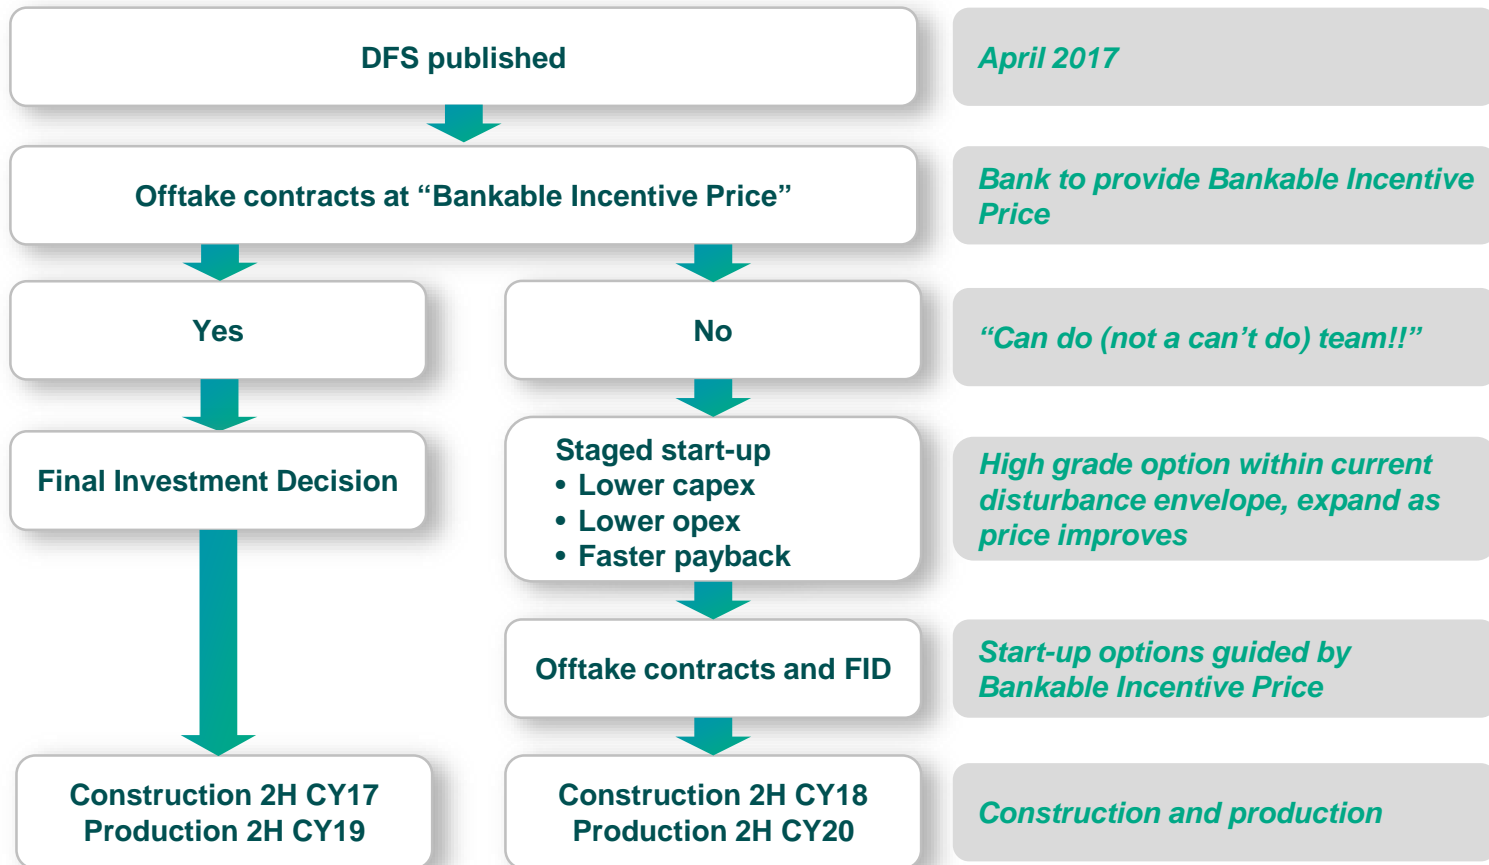 DFS published
April 2017
Offtake contracts at “Bankable Incentive Price”
Bank to provide Bankable Incentive
Price
Yes
No
“Can do (not a can’t do) team!!”
Final Investment Decision
Staged start-up
• Lower capex
• Lower opex
• Faster payback
High grade option within current
disturbance envelope, expand as
price improves
Offtake contracts and FID
Start-up options guided by
Bankable Incentive Price
Construction 2H CY17
Production 2H CY19
Construction 2H CY18
Production 2H CY20
Construction and production